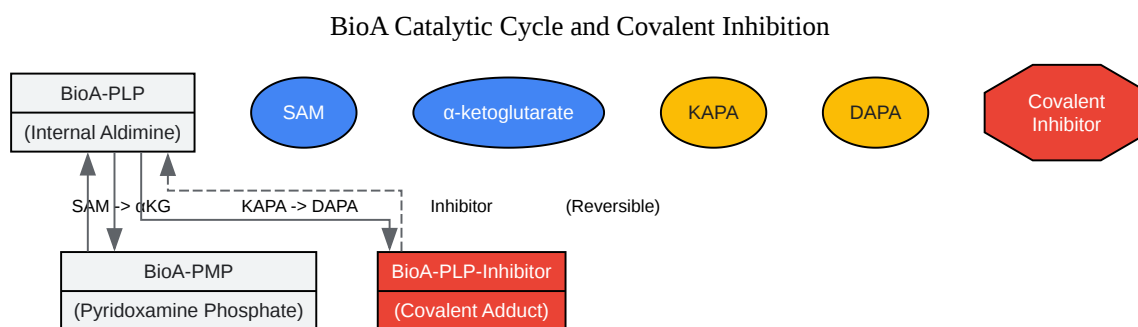 BioA Catalytic Cycle and Covalent Inhibition
BioA-PLP
(Internal Aldimine)
SAM
α-ketoglutarate
KAPA
DAPA
Covalent
Inhibitor
SAM -> αKG
KAPA -> DAPA
Inhibitor
(Reversible)
BioA-PMP
(Pyridoxamine Phosphate)
BioA-PLP-Inhibitor
(Covalent Adduct)